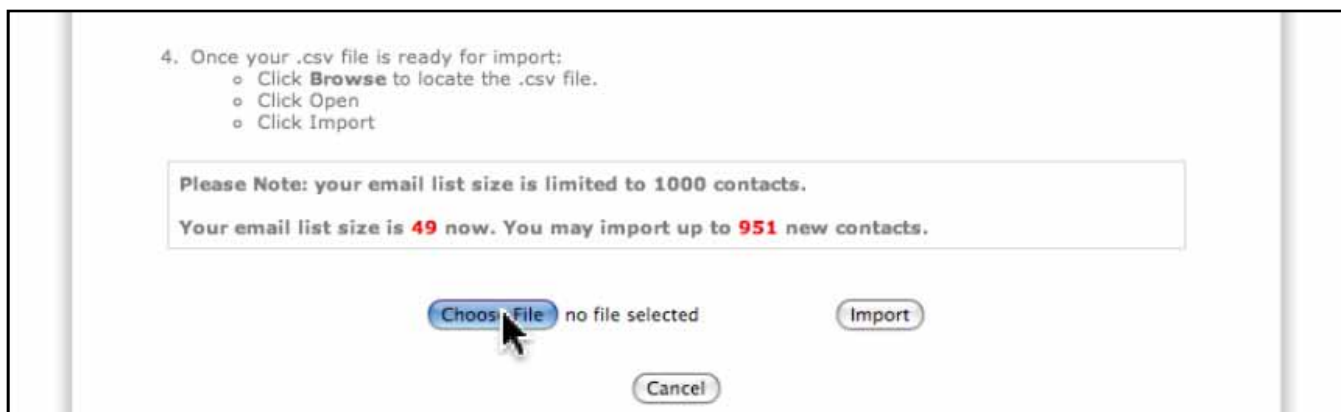 4. Once your .csv file is ready for import:
Click Browse to locate the .csv file.
Click Open
Click Import
Please Note: your email list size is limited to 1000 contacts.
Your email list size is 49 now. You may import up to 951 new contacts.
Choose File no file selected Import
Cancel